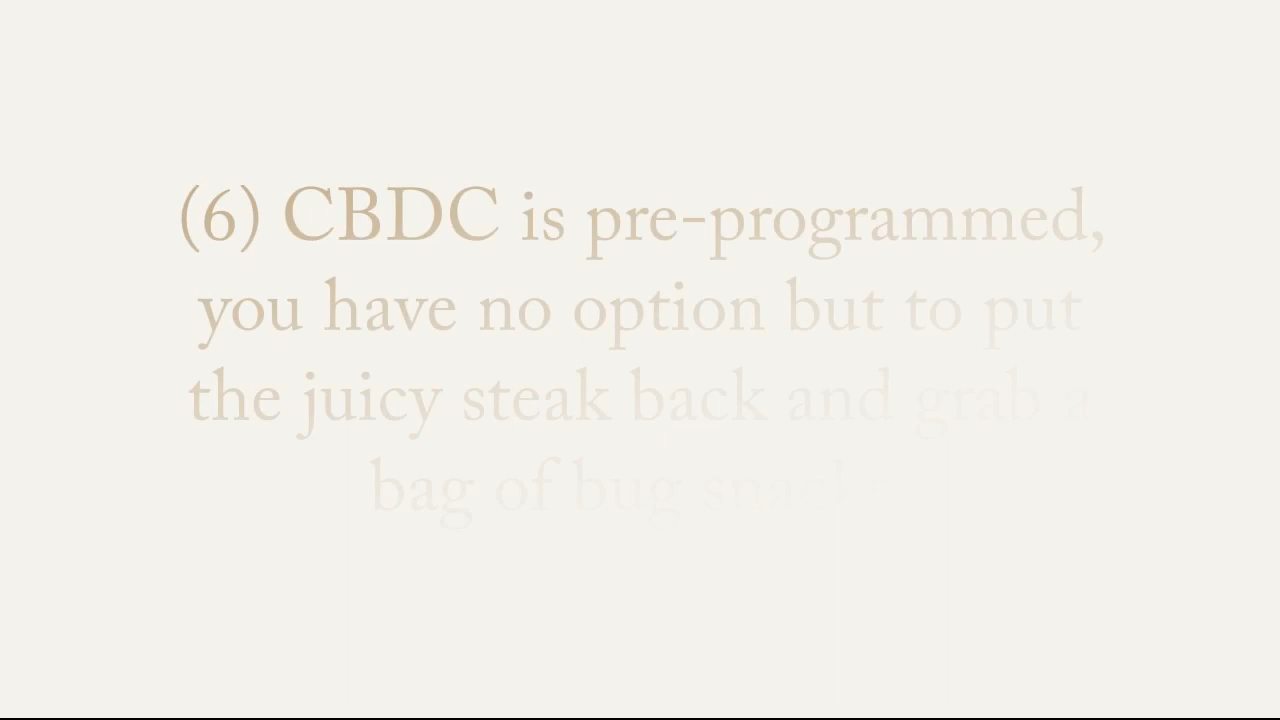 (6) CBDC is pre-programmed,
you have no option but to put
the juicy steak back and grab a
bag of bug snacks